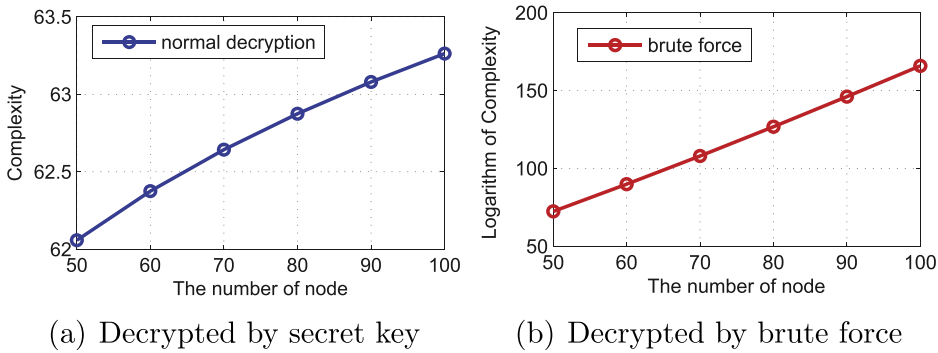 63.5
63
62.5
62
Complexity
normal decryption
50 60 70 80 90 100
The number of node
(a) Decrypted by secret key
200
150
100
50
Logarithm of Complexity
brute force
50 60 70 80 90 100
The number of node
(b) Decrypted by brute force